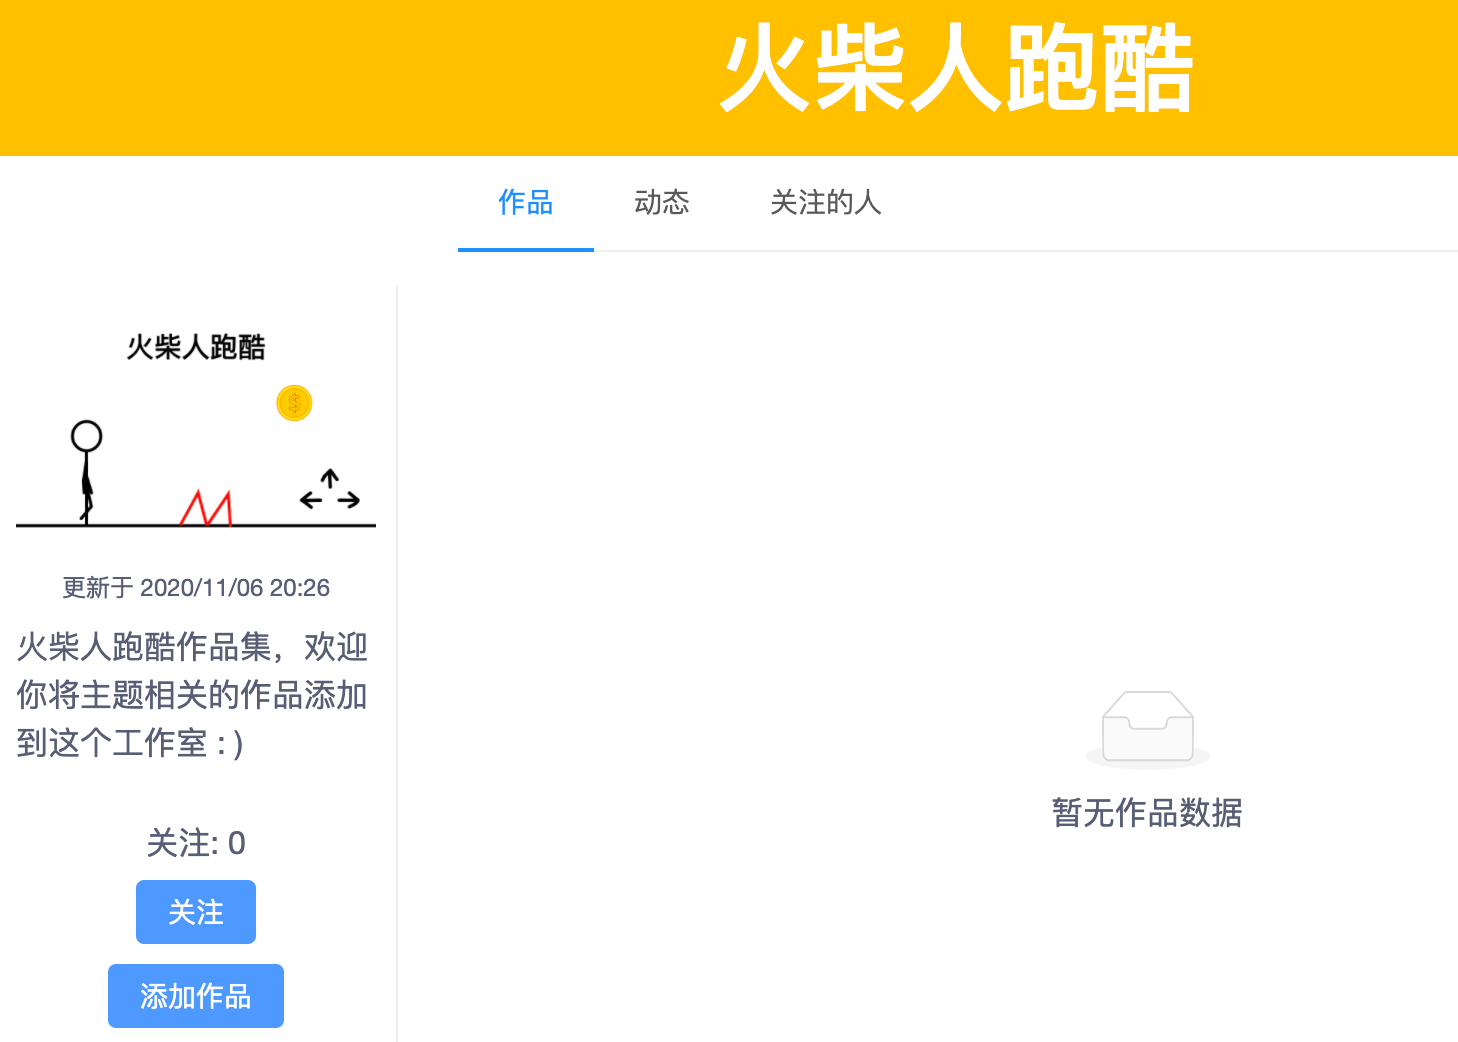 火柴人跑酷
作品 动态 关注的人
火柴人跑酷
更新于 2020/11/06 20:26
火柴人跑酷作品集，欢迎
你将主题相关的作品添加
到这个工作室 : )
关注: 0
关注
添加作品
暂无作品数据